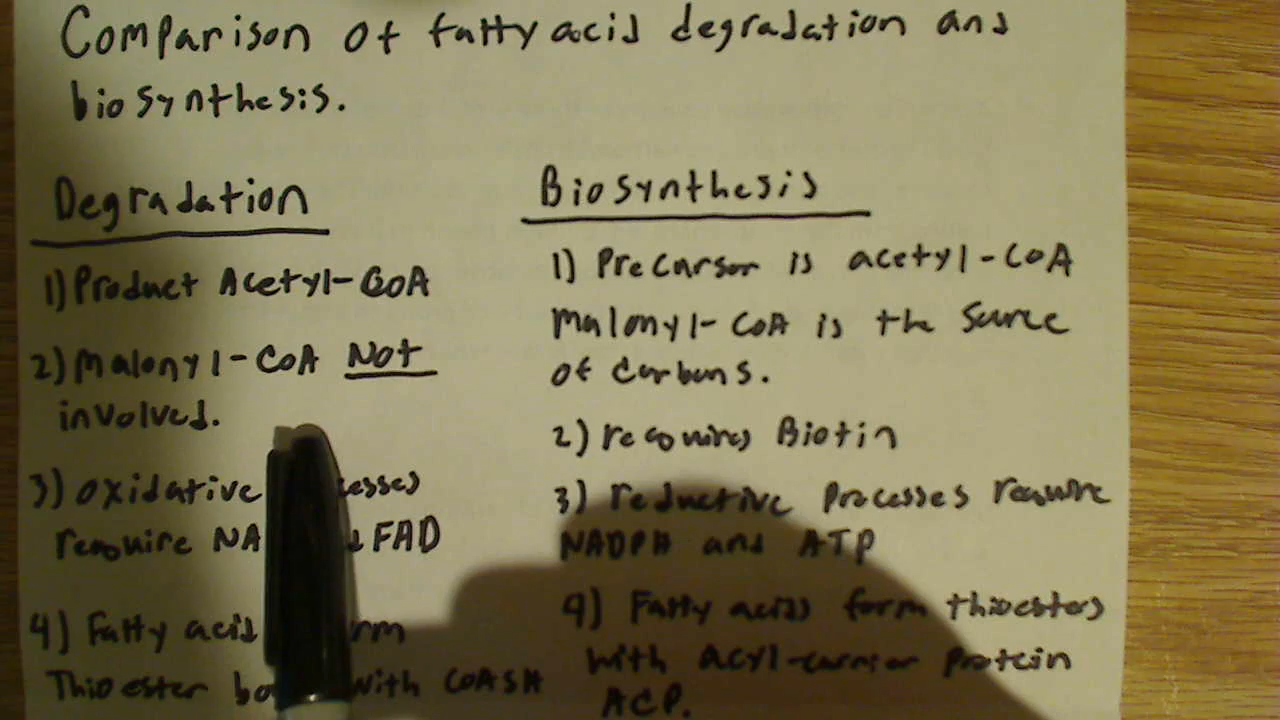 Comparison of fatty acid degradation and
biosynthesis.
Degradation
1) Product Acetyl-CoA
2) Malonyl-CoA Not
involved.
3) oxidative
require FAD
4) Fatty acid
Thioester with CoASH
Biosynthesis
1) Precursor is acetyl-CoA
Malonyl-CoA is the source
of carbons.
2) requires Biotin
3) reductive processes require
NADPH and ATP
4) Fatty acids form thioesters
with Acyl-carrier protein
ACP.